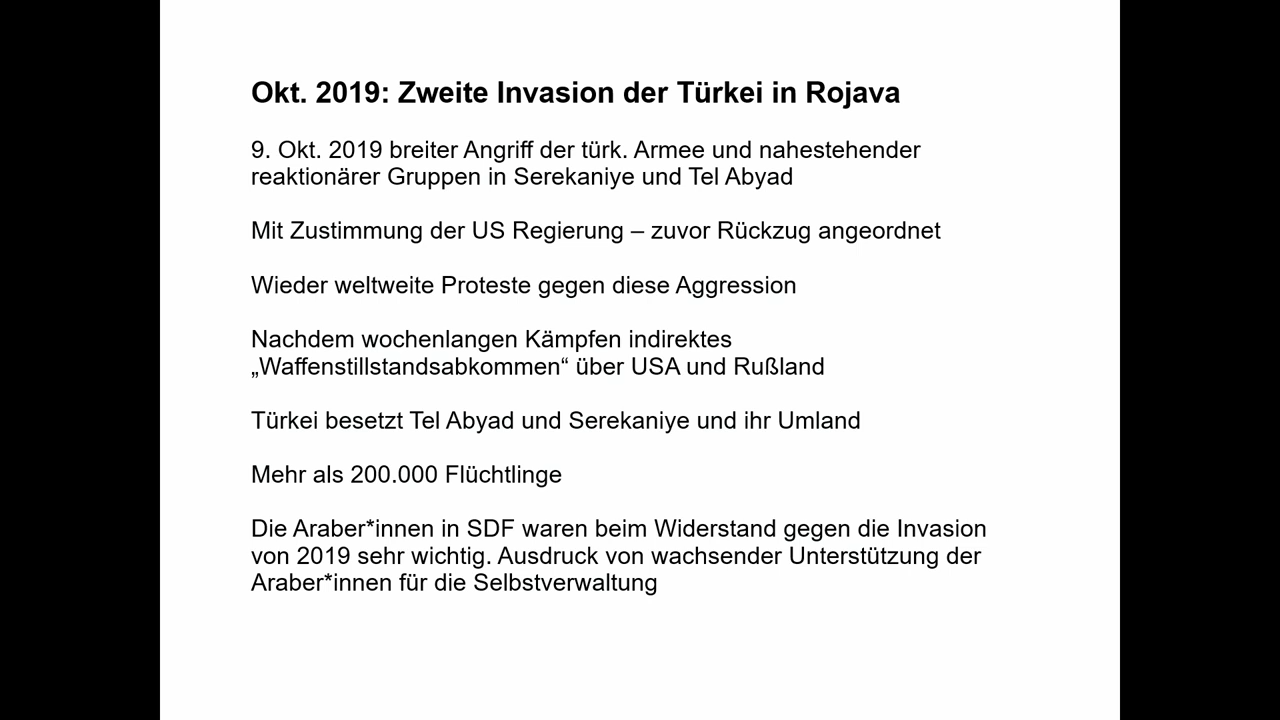 Okt. 2019: Zweite Invasion der Türkei in Rojava
9. Okt. 2019 breiter Angriff der türk. Armee und nahestehender
reaktionärer Gruppen in Serekaniye und Tel Abyad
Mit Zustimmung der US Regierung – zuvor Rückzug angeordnet
Wieder weltweite Proteste gegen diese Aggression
Nachdem wochenlangen Kämpfen indirektes
„Waffenstillstandsabkommen“ über USA und Rußland
Türkei besetzt Tel Abyad und Serekaniye und ihr Umland
Mehr als 200.000 Flüchtlinge
Die Araber*innen in SDF waren beim Widerstand gegen die Invasion
von 2019 sehr wichtig. Ausdruck von wachsender Unterstützung der
Araber*innen für die Selbstverwaltung